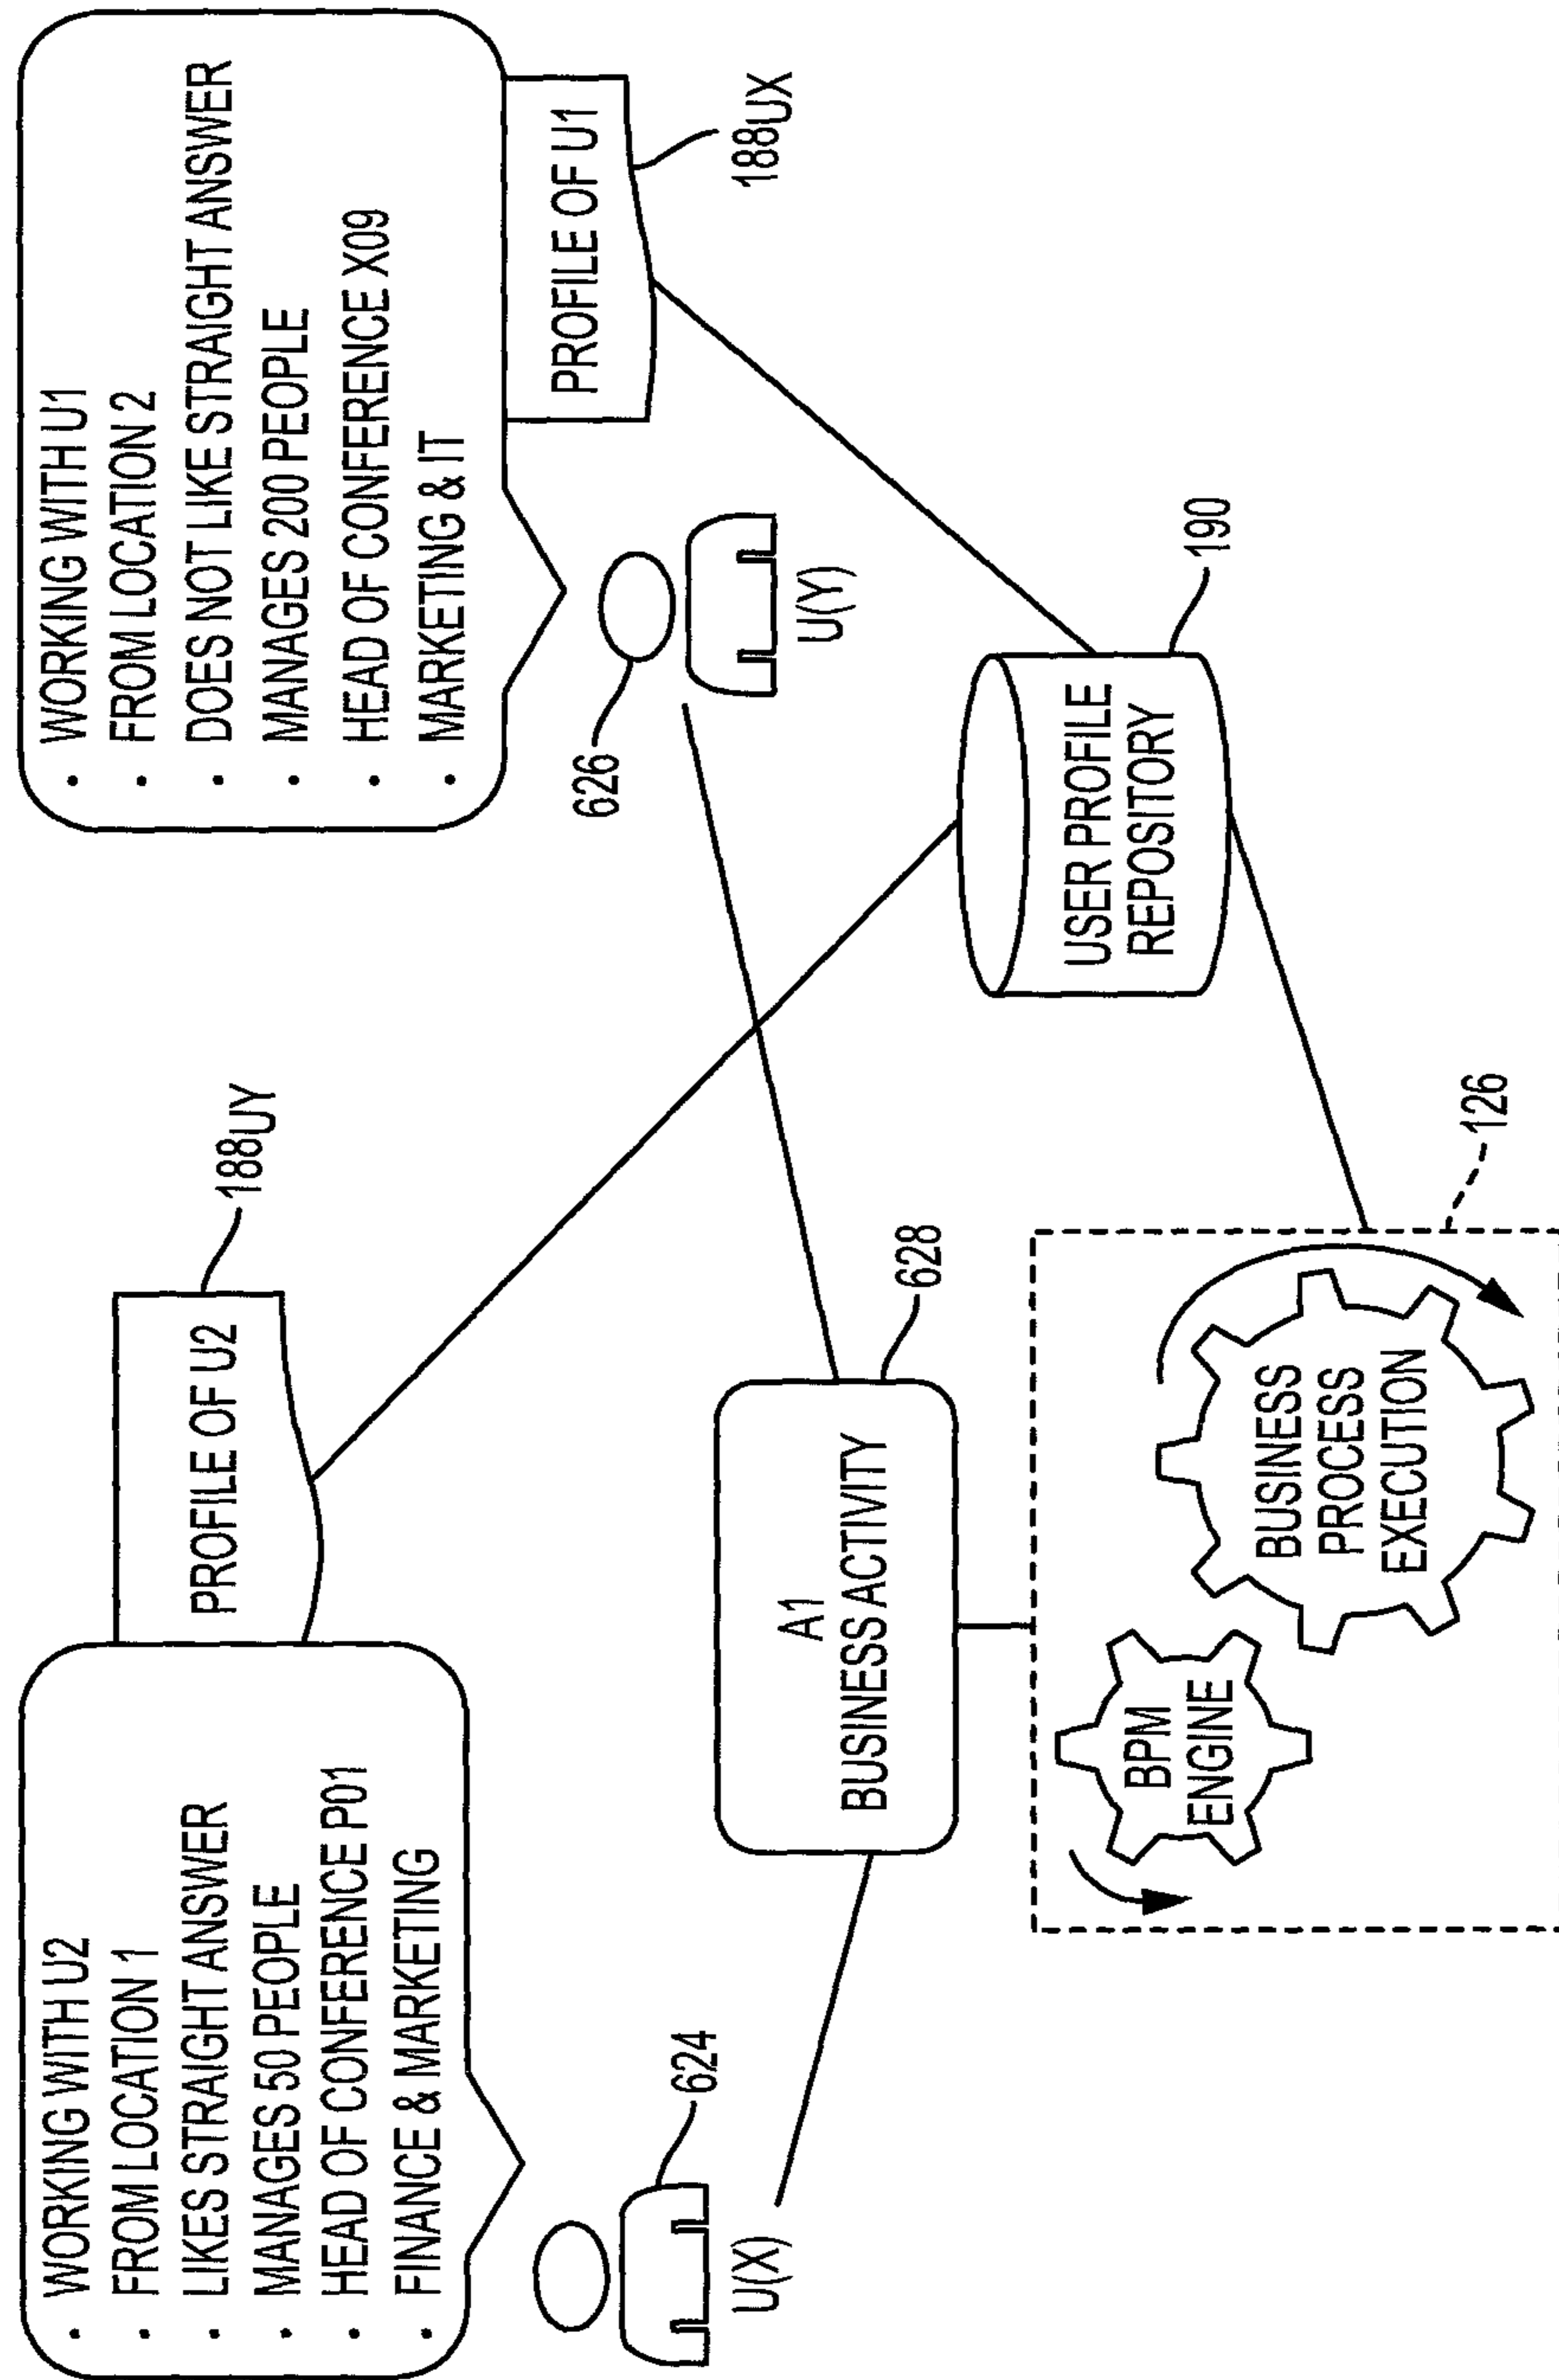 • WORKING WITH U2
• FROM LOCATION 1
• LIKES STRAIGHT ANSWER
• MANAGES 50 PEOPLE
• HEAD OF CONFERENCE P01
• FINANCE & MARKETING
PROFILE OF U2
188UY
624
U(X)
• WORKING WITH U1
• FROM LOCATION 2
• DOES NOT LIKE STRAIGHT ANSWER
• MANAGES 200 PEOPLE
• HEAD OF CONFERENCE X09
• MARKETING & IT
PROFILE OF U1
188UX
626
U(Y)
A1
BUSINESS ACTIVITY
628
USER PROFILE
REPOSITORY
190
BPM
ENGINE
BUSINESS
PROCESS
EXECUTION
126